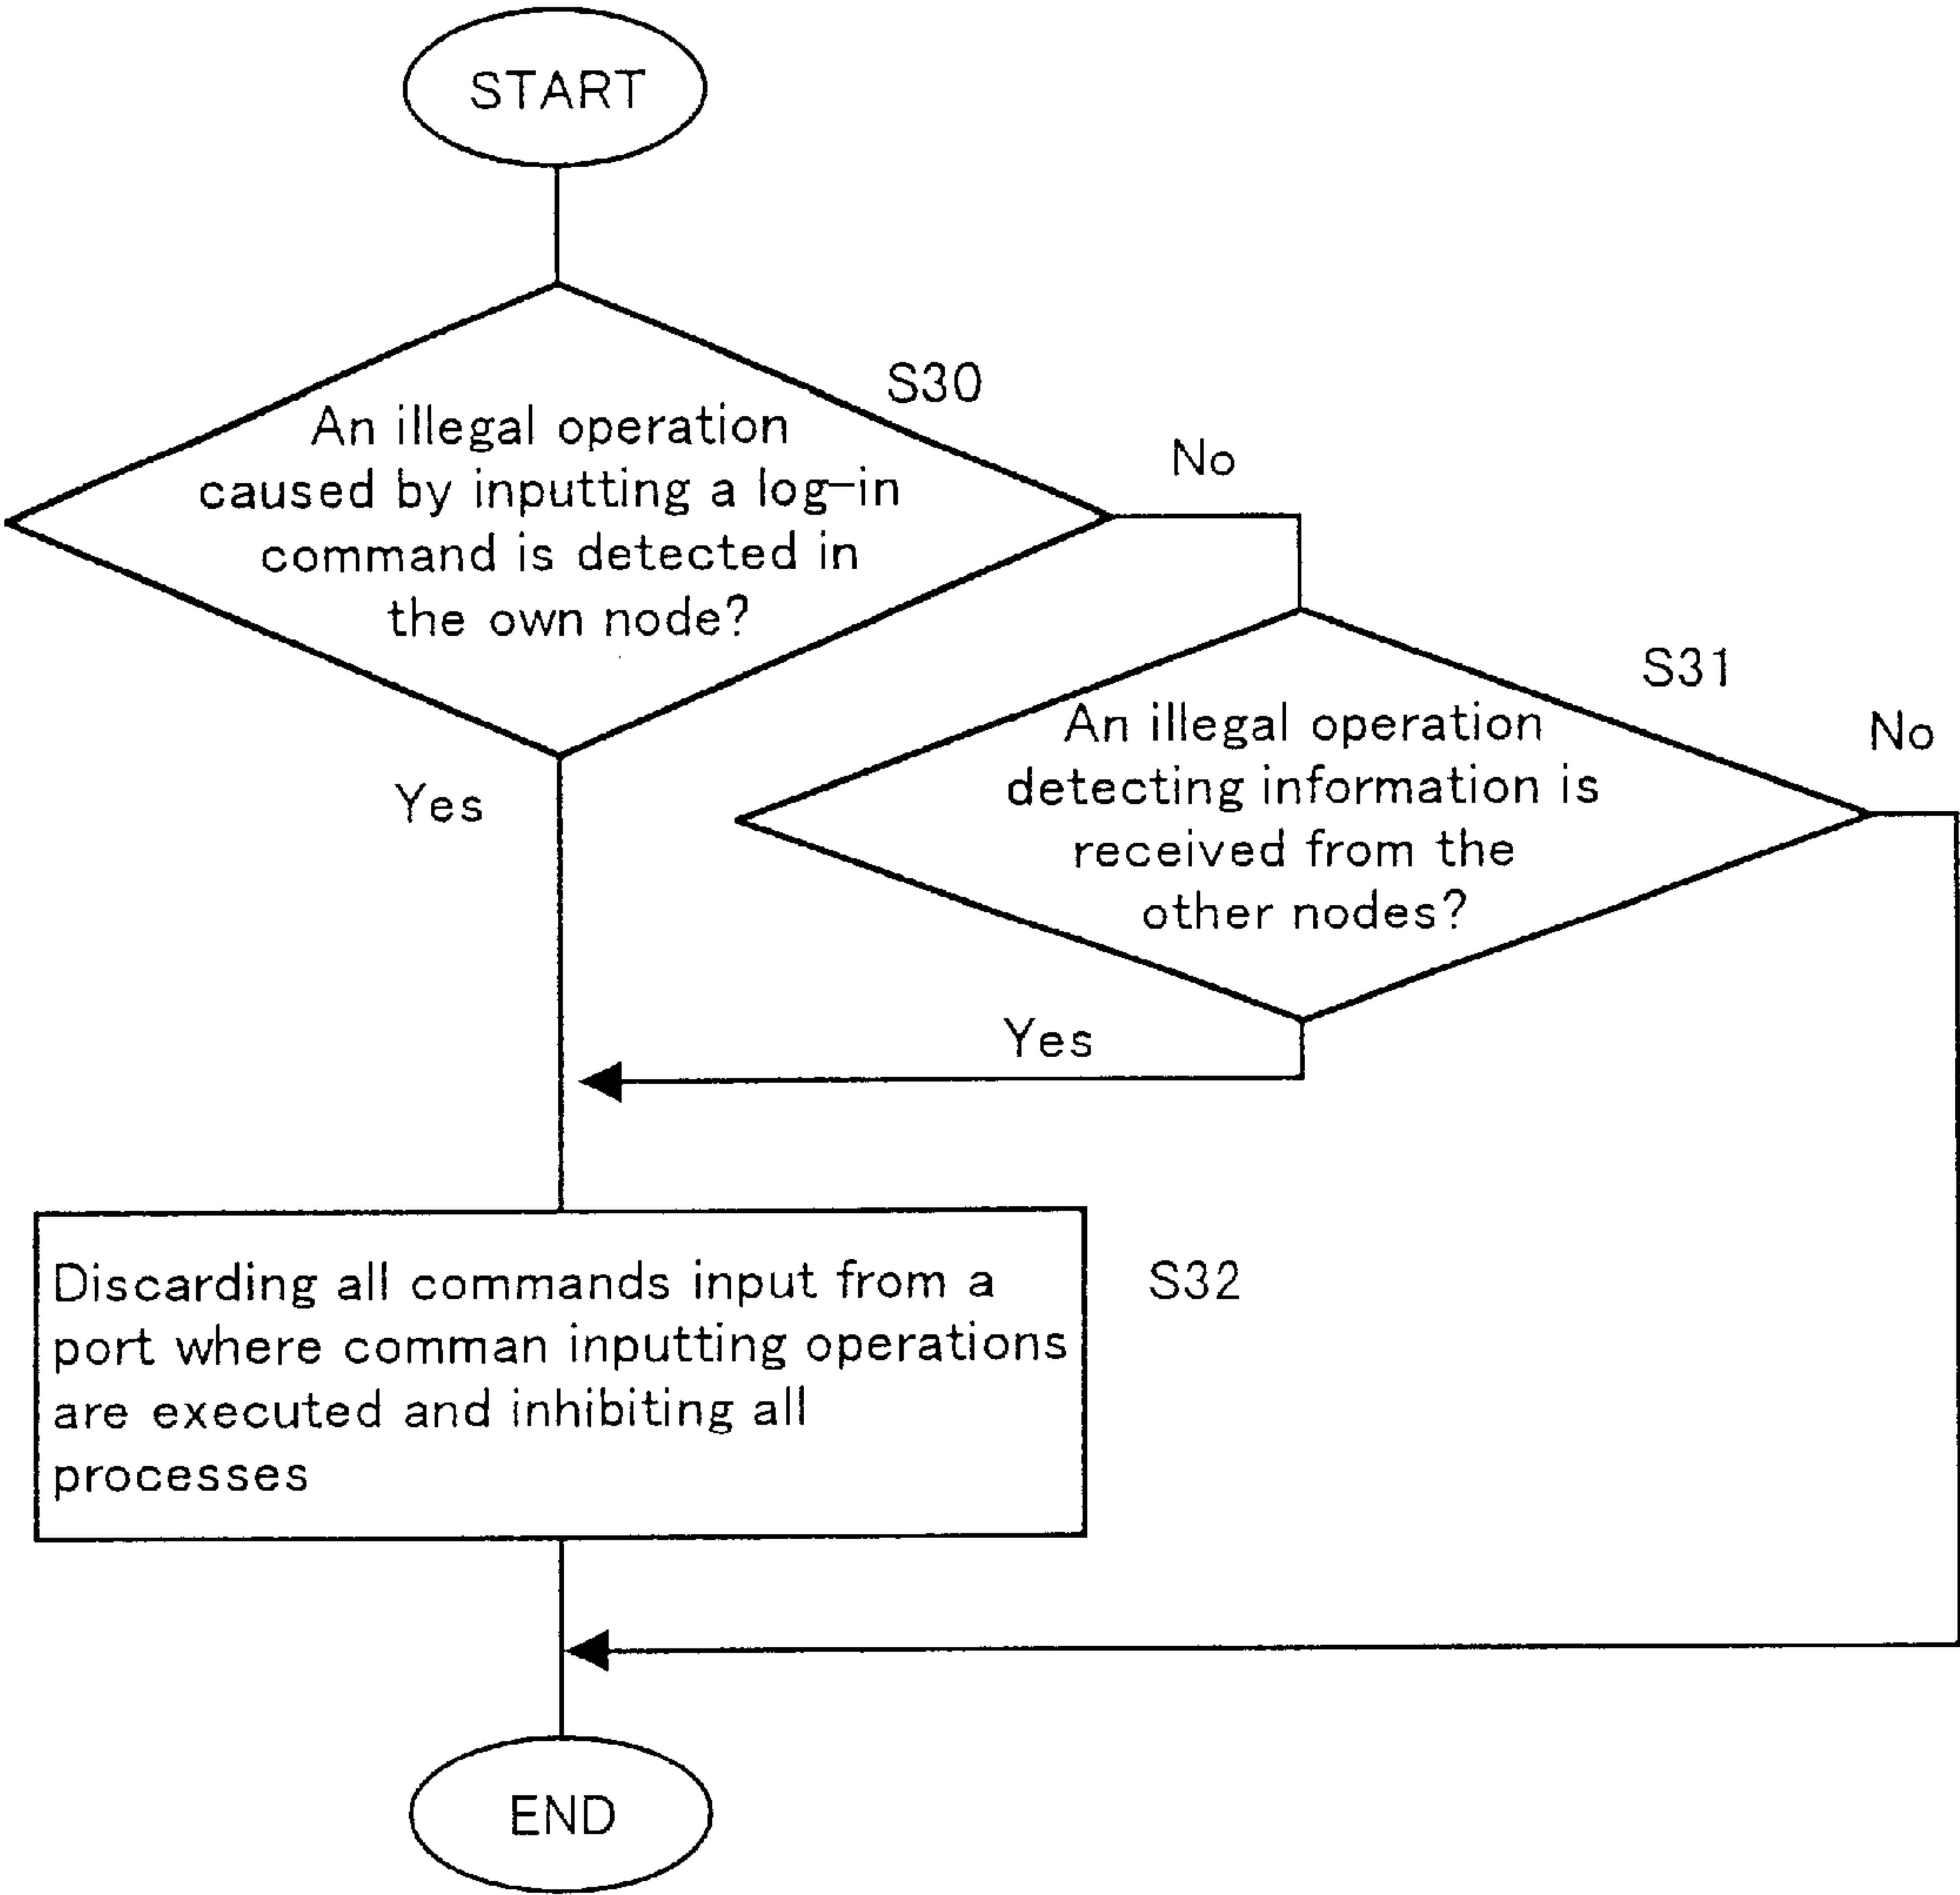 START
S30
An illegal operation
caused by inputting a log-in
command is detected in
the own node?
No
Yes
S31
An illegal operation
detecting information is
received from the
other nodes?
No
Yes
Discarding all commands input from a
port where comman inputting operations
are executed and inhibiting all
processes
S32
END